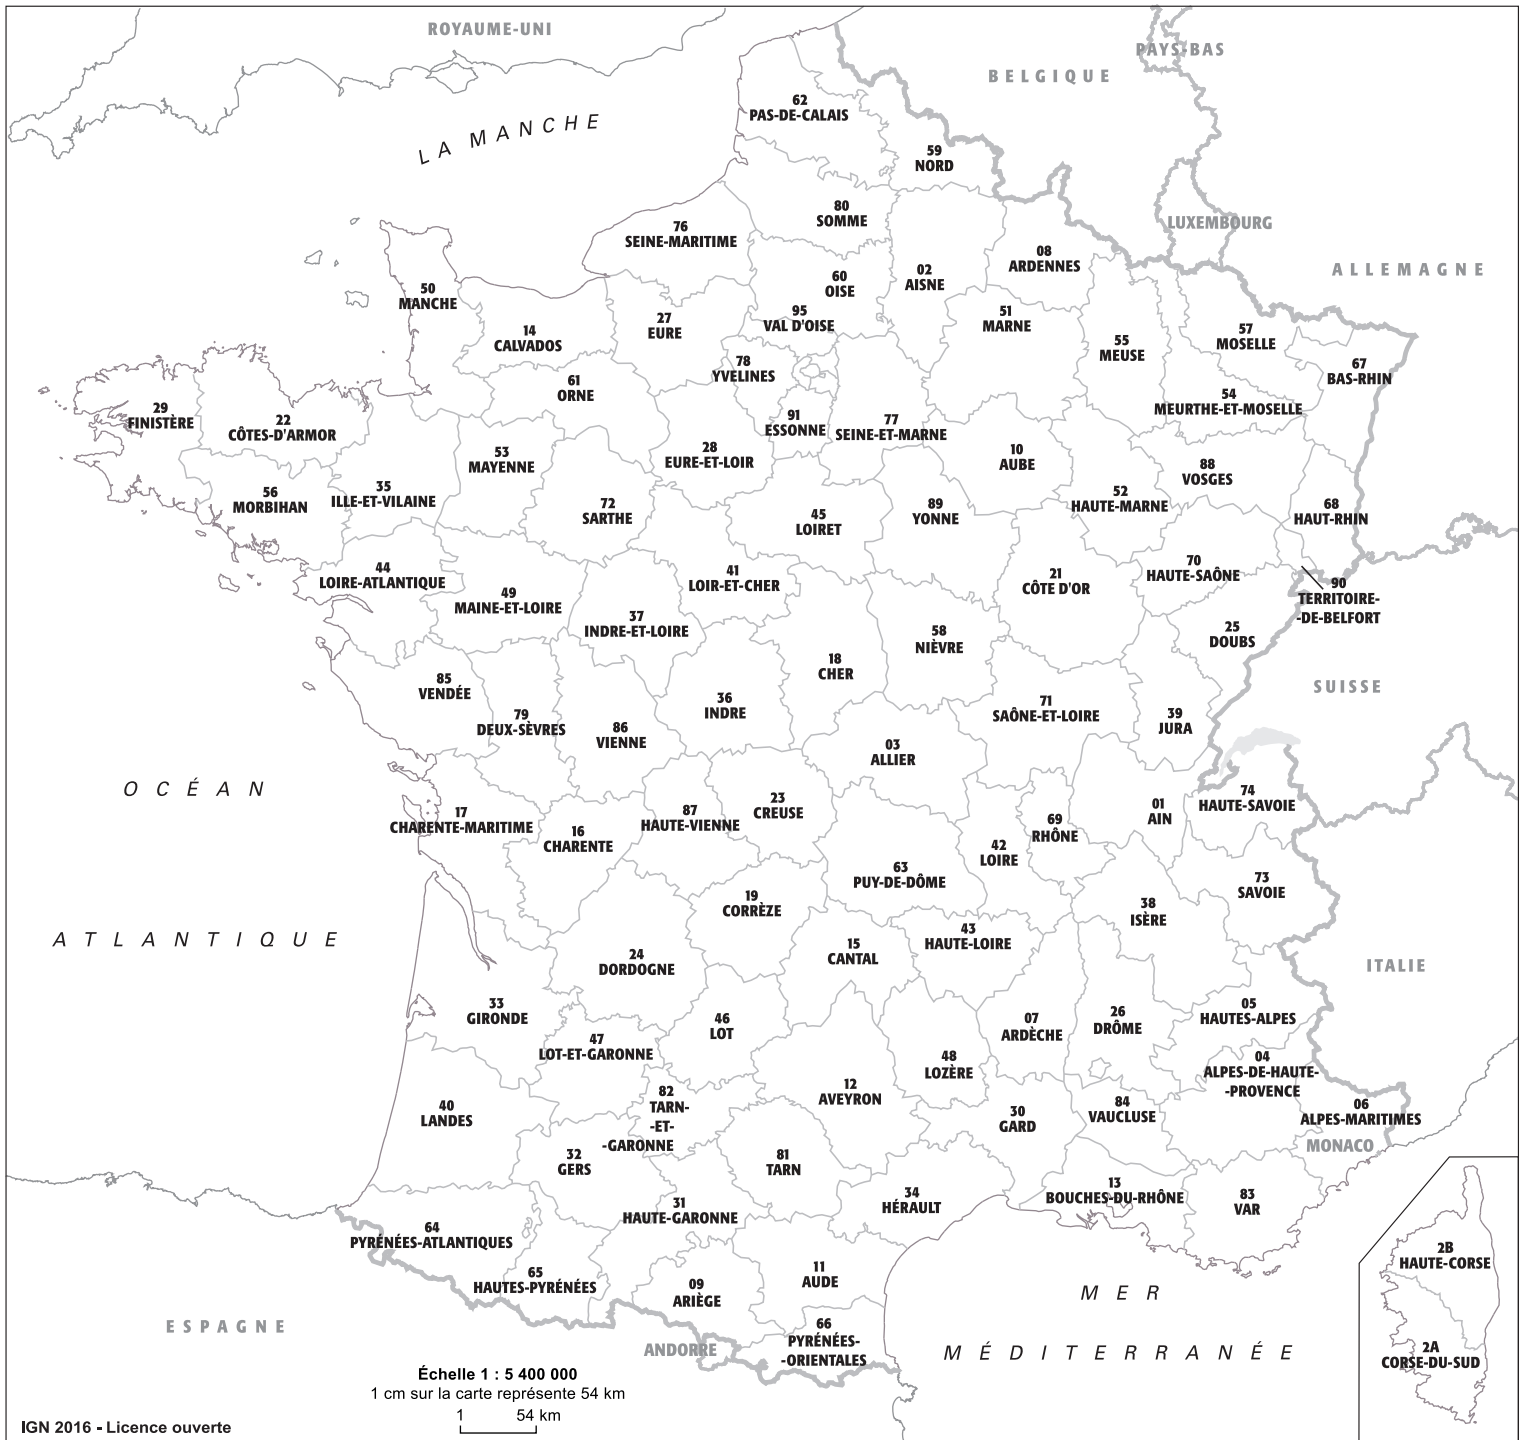 ROYAUME-UNI
PAYS-BAS
BELGIQUE
LA MANCHE
62
PAS-DE-CALAIS
59
NORD
80
SOMME
76
SEINE-MARITIME
LUXEMBOURG
ALLEMAGNE
08
ARDENNES
02
AISNE
60
OISE
50
MANCHE
95
VAL D'OISE
27
EURE
14
CALVADOS
51
MARNE
55
MEUSE
57
MOSELLE
67
BAS-RHIN
78
YVELINES
61
ORNE
54
MEURTHE-ET-MOSELLE
29
FINISTÈRE
22
CÔTES-D'ARMOR
91
ESSONNE
77
SEINE-ET-MARNE
28
EURE-ET-LOIR
53
MAYENNE
10
AUBE
88
VOSGES
56
MORBIHAN
35
ILLE-ET-VILAINE
72
SARTHE
45
LOIRET
89
YONNE
52
HAUTE-MARNE
68
HAUT-RHIN
44
LOIRE-ATLANTIQUE
49
MAINE-ET-LOIRE
41
LOIR-ET-CHER
21
CÔTE D'OR
70
HAUTE-SAÔNE
90
TERRITOIRE-
-DE-BELFORT
37
INDRE-ET-LOIRE
58
NIÈVRE
25
DOUBS
18
CHER
85
VENDÉE
79
DEUX-SÈVRES
86
VIENNE
36
INDRE
71
SAÔNE-ET-LOIRE
39
JURA
SUISSE
03
ALLIER
OCÉAN
ATLANTIQUE
17
CHARENTE-MARITIME
16
CHARENTE
87
HAUTE-VIENNE
23
CREUSE
63
PUY-DE-DÔME
42
LOIRE
69
RHÔNE
01
AIN
74
HAUTE-SAVOIE
73
SAVOIE
19
CORRÈZE
38
ISÈRE
43
HAUTE-LOIRE
15
CANTAL
24
DORDOGNE
ITALIE
33
GIRONDE
47
LOT-ET-GARONNE
46
LOT
07
ARDÈCHE
26
DRÔME
05
HAUTES-ALPES
48
LOZÈRE
04
ALPES-DE-HAUTE-
-PROVENCE
40
LANDES
82
TARN-
-ET-
-GARONNE
12
AVEYRON
30
GARD
84
VAUCLUSE
06
ALPES-MARITIMES
MONACO
32
GERS
81
TARN
34
HÉRAULT
13
BOUCHES-DU-RHÔNE
83
VAR
31
HAUTE-GARONNE
64
PYRÉNÉES-ATLANTIQUES
65
HAUTES-PYRÉNÉES
09
ARIÈGE
11
AUDE
66
PYRÉNÉES-
-ORIENTALES
2B
HAUTE-CORSE
2A
CORSE-DU-SUD
MER
MÉDITERRANÉE
ESPAGNE
ANDORRE
Échelle 1 : 5 400 000
1 cm sur la carte représente 54 km
1 54 km
IGN 2016 - Licence ouverte